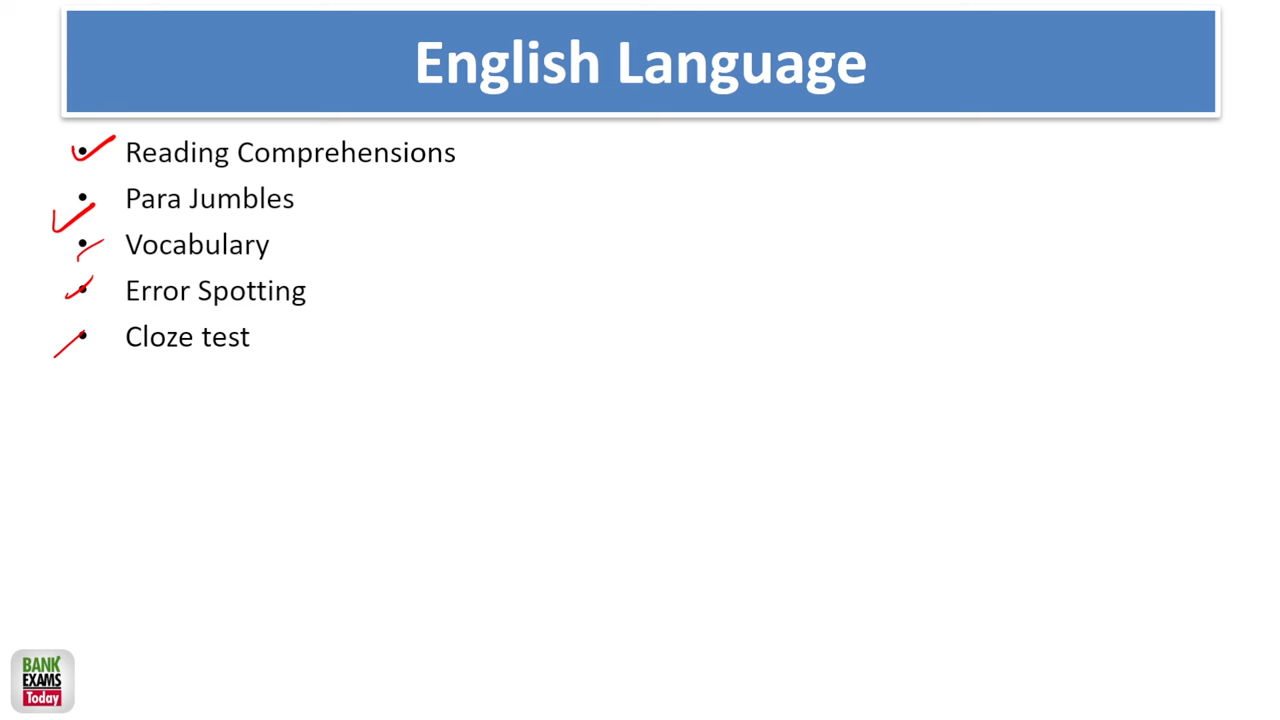 English Language
• Reading Comprehensions
• Para Jumbles
• Vocabulary
• Error Spotting
• Cloze test
BANK
EXAMS
Today